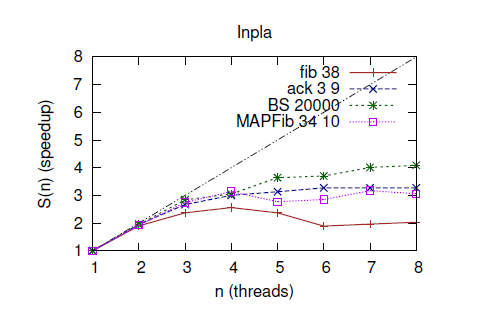 Inpla
S(n) (speedup)
8
7
6
5
4
3
2
1
fib 38
ack 3 9
BS 20000
MAPFib 34 10
1 2 3 4 5 6 7 8
n (threads)